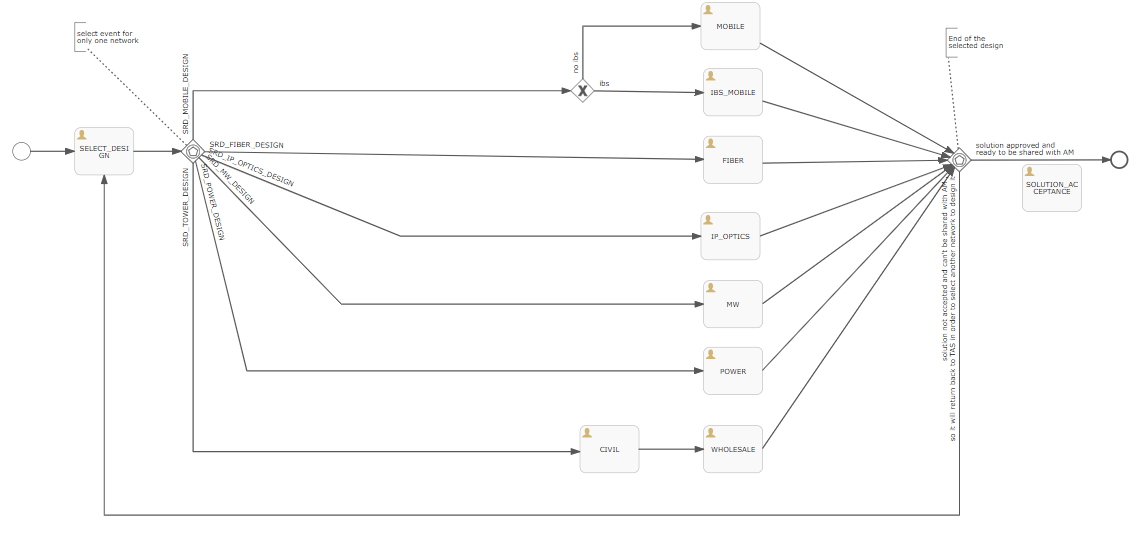 select event for
only one network
SELECT_DESI
GN
SRD_MOBILE_DESIGN
SRD_FIBER_DESIGN
SRD_IP_OPTICS_DESIGN
SRD_MW_DESIGN
SRD_POWER_DESIGN
SRD_TOWER_DESIGN
no ibs
X
ibs
MOBILE
IBS_MOBILE
FIBER
IP_OPTICS
MW
POWER
CIVIL
WHOLESALE
End of the
selected design
solution approved and
ready to be shared with AM
SOLUTION_AC
CEPTANCE
solution not accepted and can't be shared with AM
so it will return back to TAS in order to select another network to design it